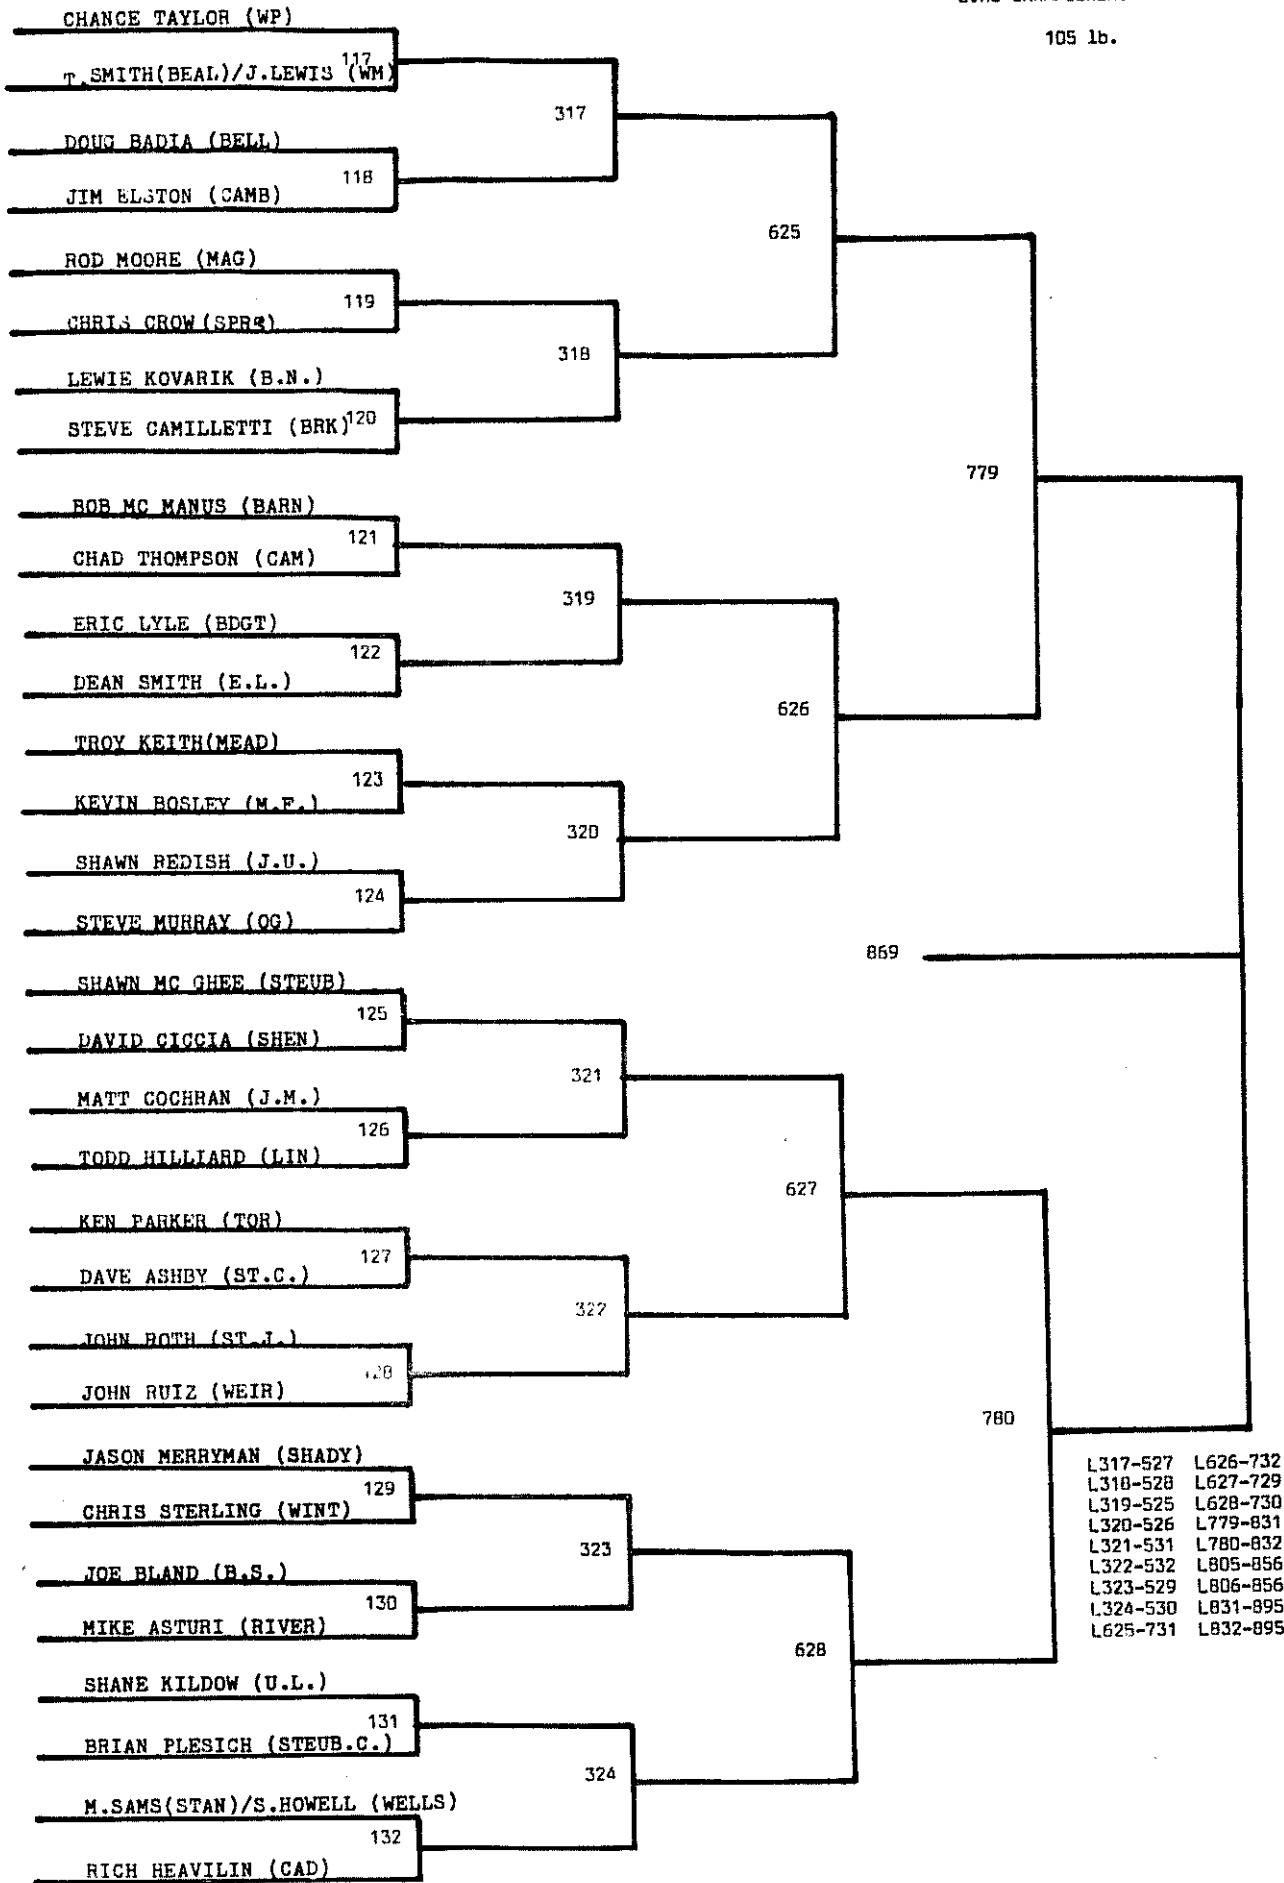 105 lb.
CHANCE TAYLOR (WP)
117
T.SMITH(BEAL)/J.LEWIS (WM)
317
DOUG BADIA (BELL)
118
JIM ELSTON (CAMB)
625
ROD MOORE (MAG)
119
CHRIS CROW(SPRG)
318
LEWIE KOVARIK (B.N.)
STEVE CAMILLETTI (BRK)
120
779
BOB MC MANUS (BARN)
121
CHAD THOMPSON (CAM)
319
ERIC LYLE (BDGT)
122
DEAN SMITH (E.L.)
626
TROY KEITH(MEAD)
123
KEVIN BOSLEY (M.F.)
320
SHAWN REDISH (J.U.)
124
STEVE MURRAY (OG)
869
SHAWN MC GHEE (STEUB)
125
DAVID CICCIA (SHEN)
321
MATT COCHRAN (J.M.)
126
TODD HILLIARD (LIN)
627
KEN PARKER (TOR)
127
DAVE ASHBY (ST.C.)
322
JOHN ROTH (ST.J.)
128
JOHN RUIZ (WEIR)
780
JASON MERRYMAN (SHADY)
129
CHRIS STERLING (WINT)
323
JOE BLAND (B.S.)
130
MIKE ASTURI (RIVER)
628
SHANE KILDOW (U.L.)
131
BRIAN PLESICH (STEUB.C.)
324
M.SAMS(STAN)/S.HOWELL (WELLS)
132
RICH HEAVILIN (CAD)
L317-527 L626-732
L318-528 L627-729
L319-525 L628-730
L320-526 L779-831
L321-531 L780-832
L322-532 L805-856
L323-529 L806-856
L324-530 L831-895
L625-731 L832-895